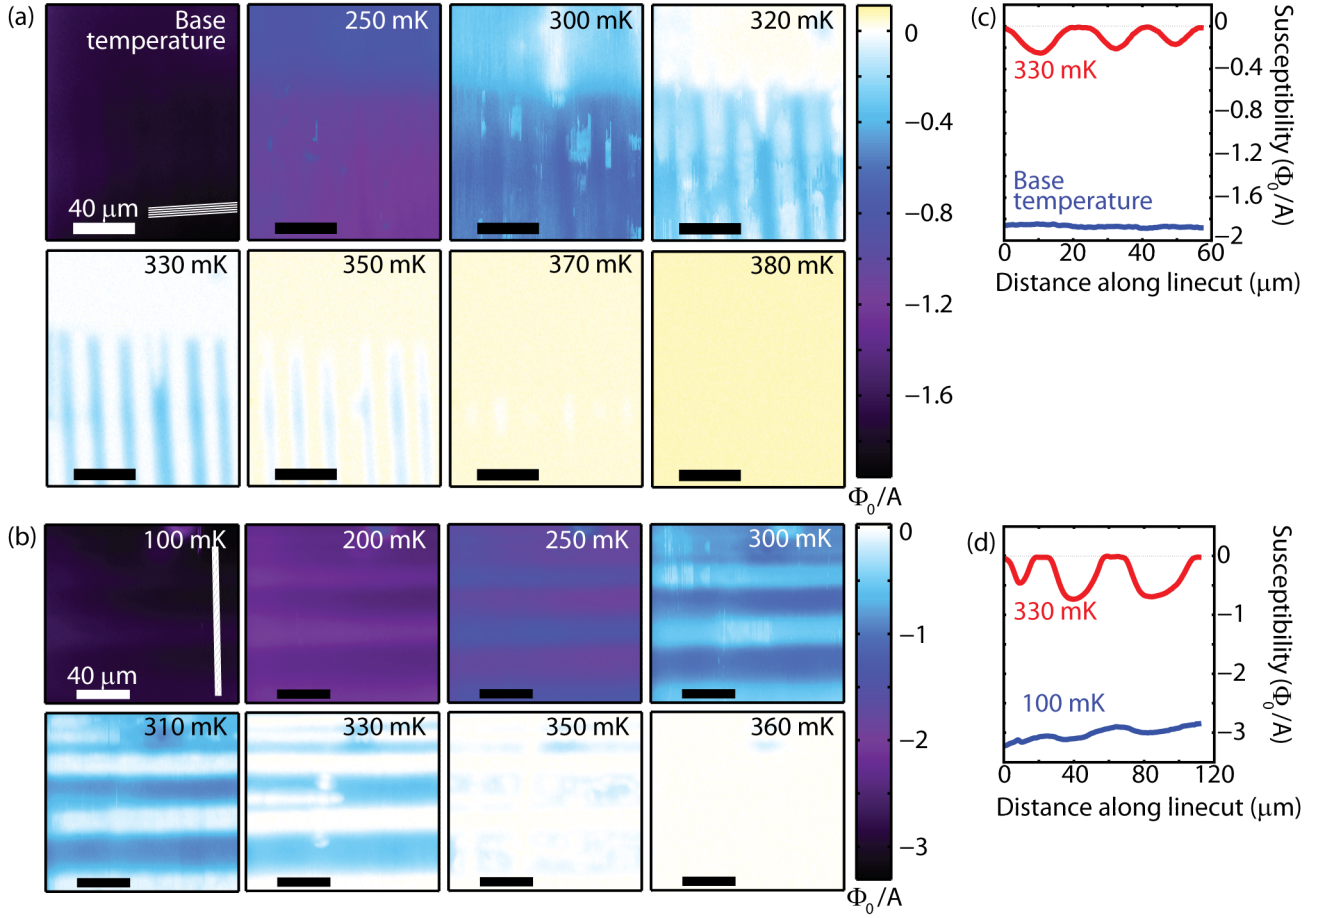 (a)
Base
temperature
40 μm
250 mK
300 mK
320 mK
330 mK
350 mK
370 mK
380 mK
0
−0.4
−0.8
−1.2
−1.6
Φ0/A
(c)
330 mK
Base
temperature
0
−0.4
−0.8
−1.2
−1.6
−2
Susceptibility (Φ0/A)
0 20 40 60
Distance along linecut (μm)
(b)
100 mK
40 μm
200 mK
250 mK
300 mK
310 mK
330 mK
350 mK
360 mK
0
−1
−2
−3
Φ0/A
(d)
330 mK
100 mK
0
−1
−2
−3
Susceptibility (Φ0/A)
0 40 80 120
Distance along linecut (μm)